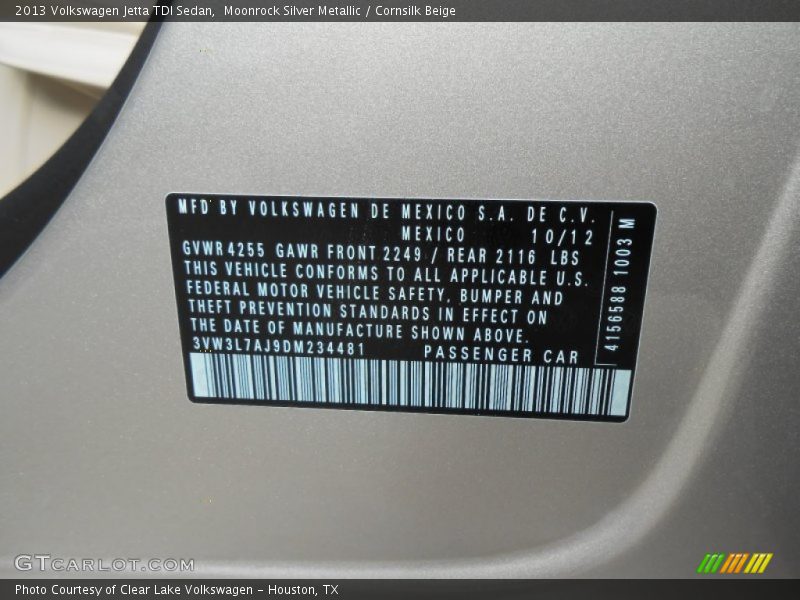 2013 Volkswagen Jetta TDI Sedan,  Moonrock Silver Metallic / Cornsilk Beige
MFD BY VOLKSWAGEN DE MEXICO S.A. DE C.V.
MEXICO 10/12
GVWR 4255 GAWR FRONT 2249 / REAR 2116 LBS
THIS VEHICLE CONFORMS TO ALL APPLICABLE U.S.
FEDERAL MOTOR VEHICLE SAFETY, BUMPER AND
THEFT PREVENTION STANDARDS IN EFFECT ON
THE DATE OF MANUFACTURE SHOWN ABOVE.
3VW3L7AJ9DM234481 PASSENGER CAR
4156588 1003 M
GTCARLOT.COM
Photo Courtesy of Clear Lake Volkswagen - Houston, TX